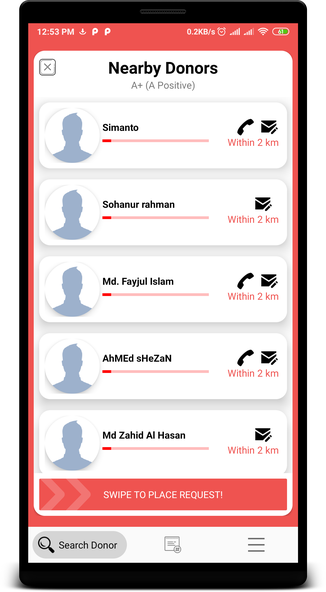 12:53 PM
0.2KB/s
61
Nearby Donors
A+ (A Positive)
Simanto
Within 2 km
Sohanur rahman
Within 2 km
Md. Fayjul Islam
Within 2 km
AhMEd sHeZaN
Within 2 km
Md Zahid Al Hasan
Within 2 km
SWIPE TO PLACE REQUEST!
Search Donor